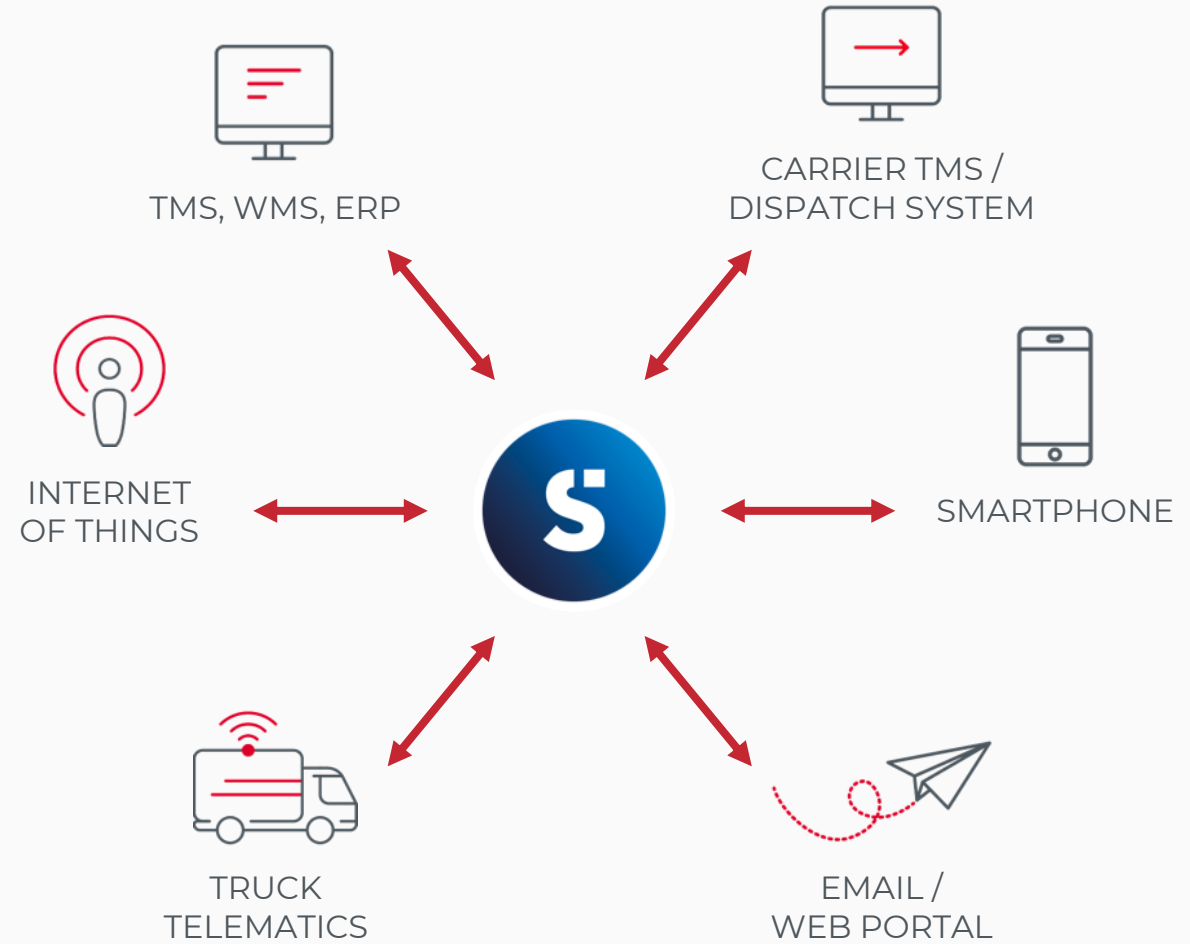 TMS, WMS, ERP
CARRIER TMS /
DISPATCH SYSTEM
INTERNET
OF THINGS
S
SMARTPHONE
TRUCK
TELEMATICS
EMAIL /
WEB PORTAL